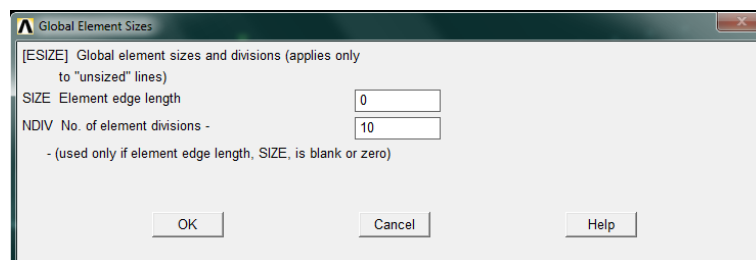 Global Element Sizes
[ESIZE] Global element sizes and divisions (applies only
to "unsized" lines)
SIZE Element edge length
0
NDIV No. of element divisions -
10
- (used only if element edge length, SIZE, is blank or zero)
OK Cancel Help